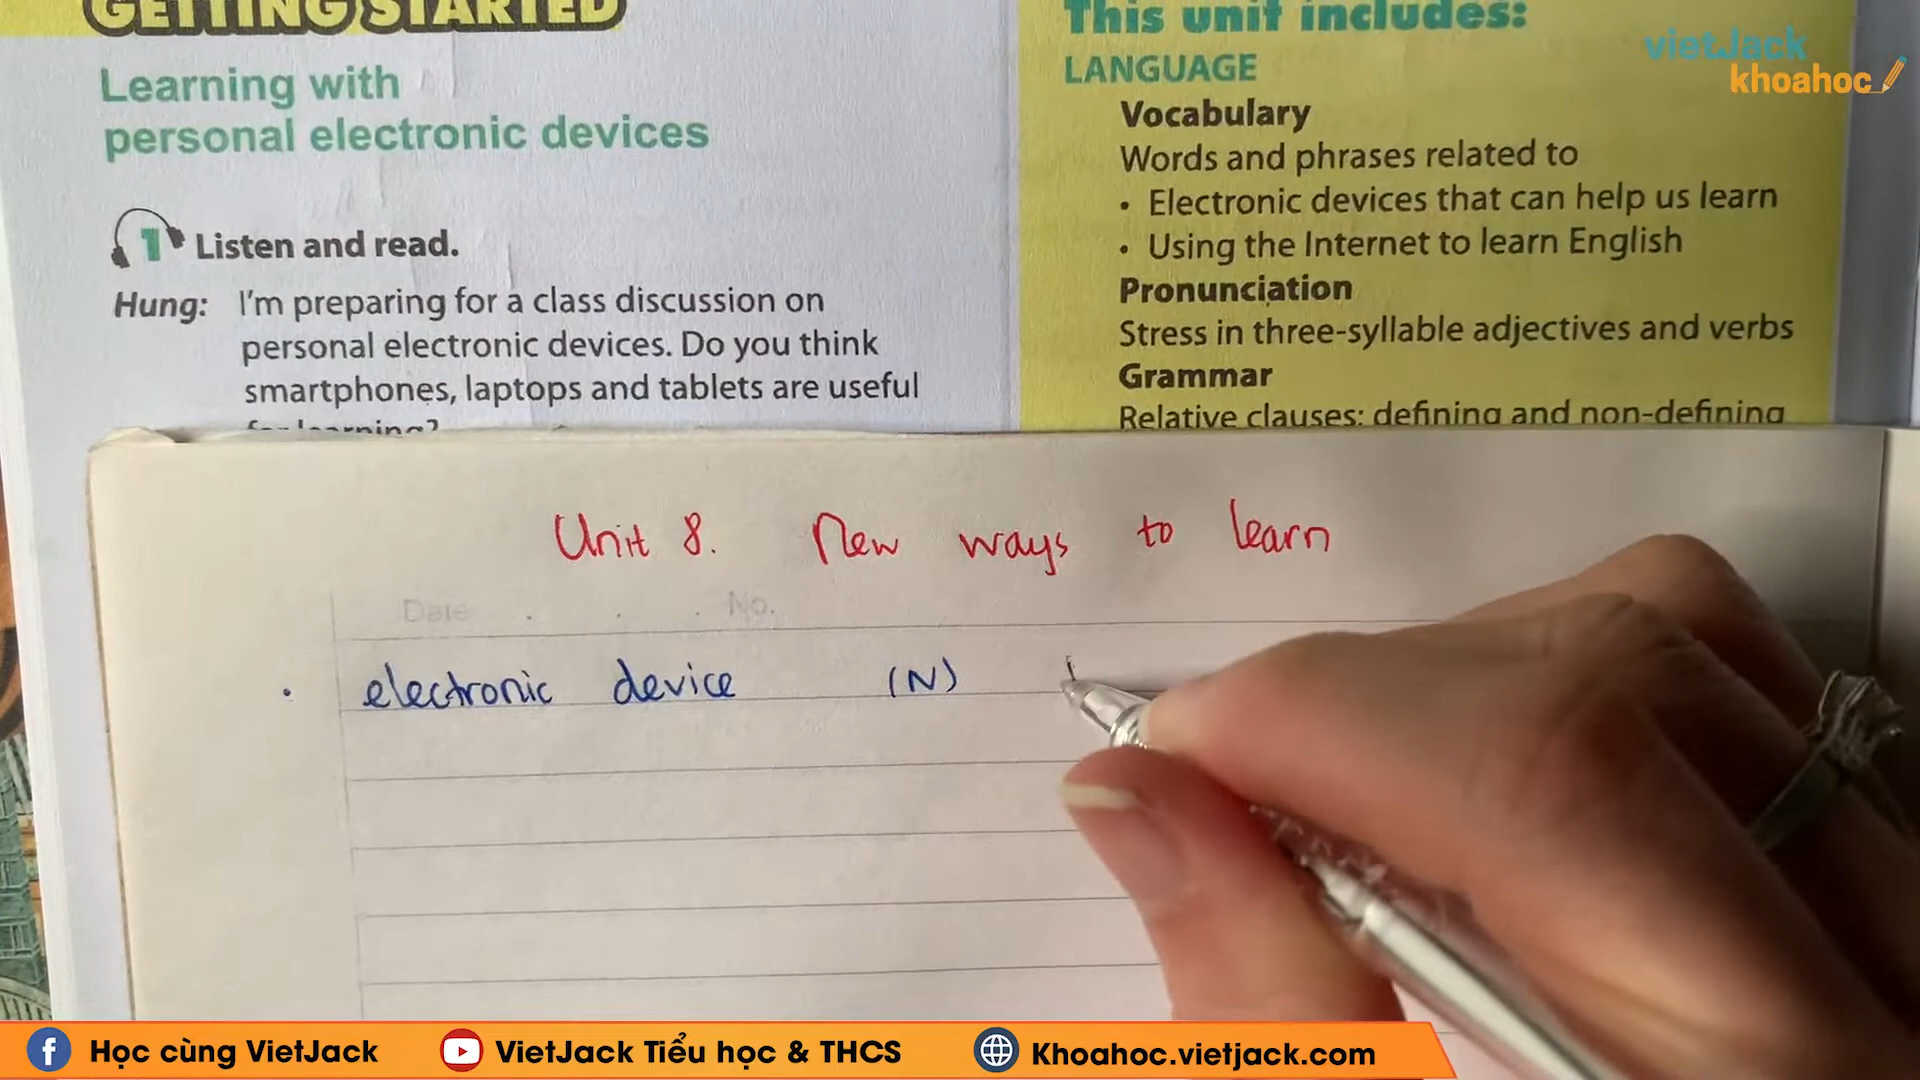 GETTING STARTED
Learning with
personal electronic devices
1 Listen and read.
Hung: I'm preparing for a class discussion on
personal electronic devices. Do you think
smartphones, laptops and tablets are useful
for learning?
This unit includes:
LANGUAGE
Vocabulary
Words and phrases related to
• Electronic devices that can help us learn
• Using the Internet to learn English
Pronunciation
Stress in three-syllable adjectives and verbs
Grammar
Relative clauses: defining and non-defining
vietJack
khoahoc
Unit 8. New ways to learn
Date . . . No.
• electronic device (N)
Học cùng VietJack
VietJack Tiểu học & THCS
Khoahoc.vietjack.com